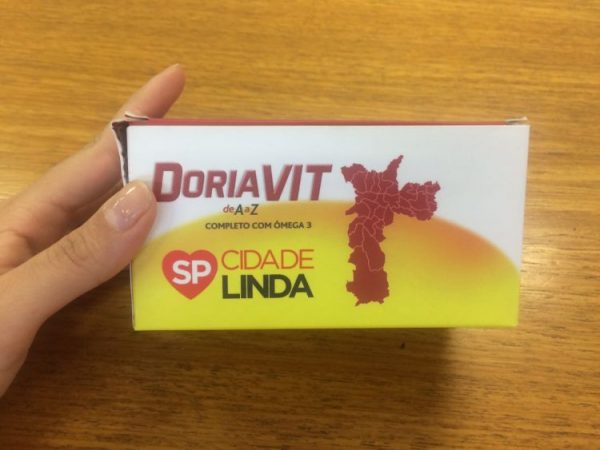 DORIAVIT
de A a Z
COMPLETO COM ÔMEGA 3
SP
CIDADE
LINDA